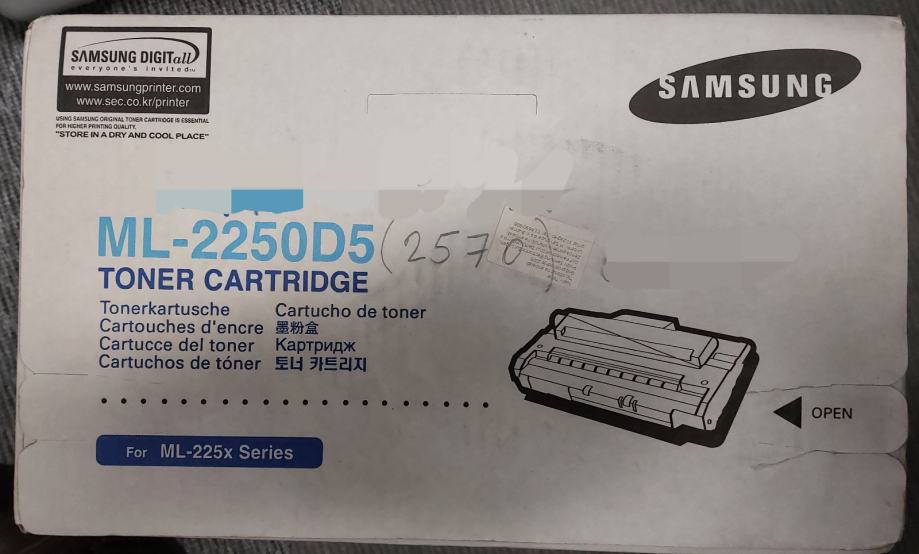 SAMSUNG DIGITall
everyone's invited™
www.samsungprinter.com
www.sec.co.kr/printer
USING SAMSUNG ORIGINAL TONER CARTRIDGE IS ESSENTIAL
FOR HIGHER PRINTING QUALITY.
"STORE IN A DRY AND COOL PLACE"
SAMSUNG
ML-2250D5 (2570)
TONER CARTRIDGE
Tonerkartusche Cartucho de toner
Cartouches d'encre 墨粉盒
Cartucce del toner Картридж
Cartuchos de tóner 토너 카트리지
OPEN
For ML-225x Series